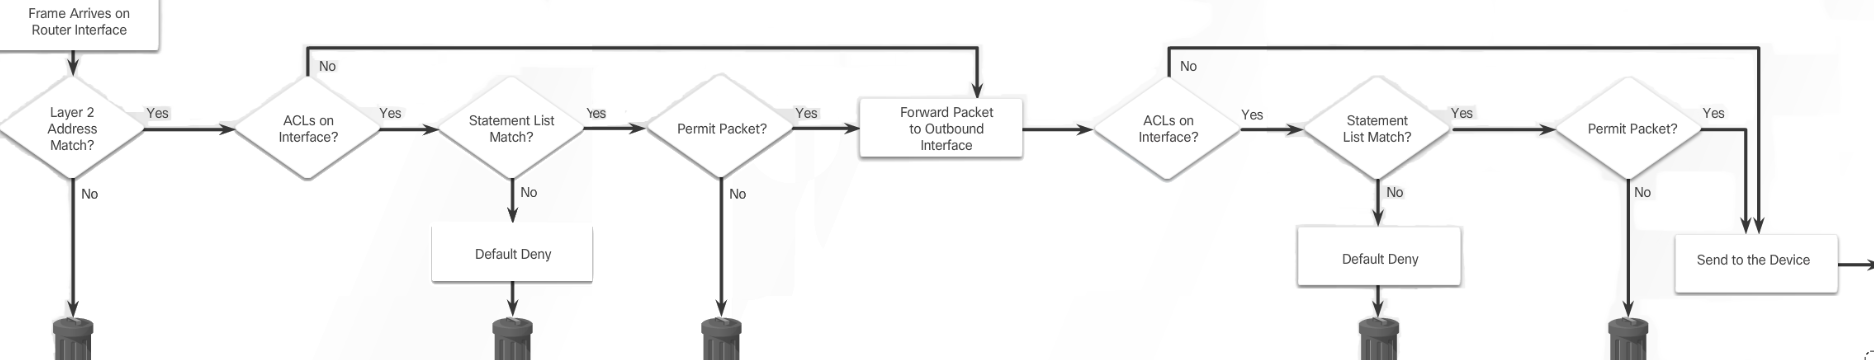 Frame Arrives on
Router Interface
Layer 2
Address
Match?
Yes
No
ACLs on
Interface?
No
Yes
Statement List
Match?
Yes
No
Default Deny
Permit Packet?
Yes
No
Forward Packet
to Outbound
Interface
ACLs on
Interface?
No
Yes
Statement
List Match?
Yes
No
Default Deny
Permit Packet?
Yes
No
Send to the Device